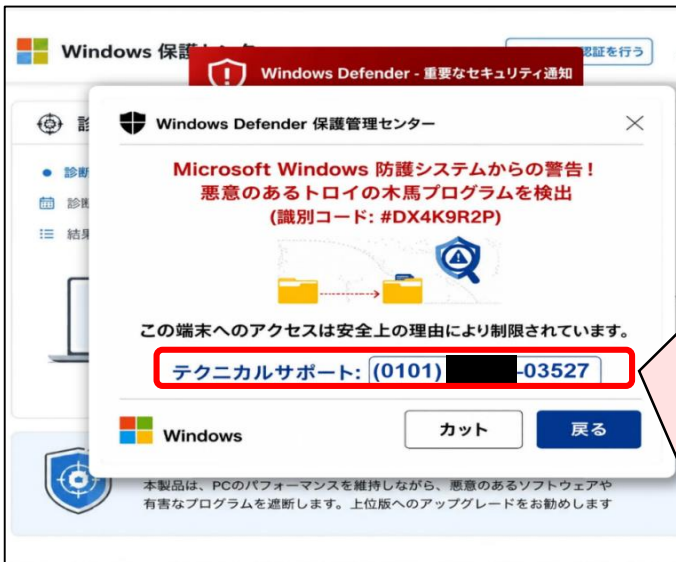 Windows 保護
認証を行う
Windows Defender - 重要なセキュリティ通知
Windows Defender 保護管理センター
診
Microsoft Windows 防護システムからの警告！
悪意のあるトロイの木馬プログラムを検出
(識別コード: #DX4K9R2P)
診断
診断
結果
この端末へのアクセスは安全上の理由により制限されています。
テクニカルサポート: (0101) -03527
Windows
カット
戻る
本製品は、PCのパフォーマンスを維持しながら、悪意のあるソフトウェアや
有害なプログラムを遮断します。上位版へのアップグレードをお勧めします